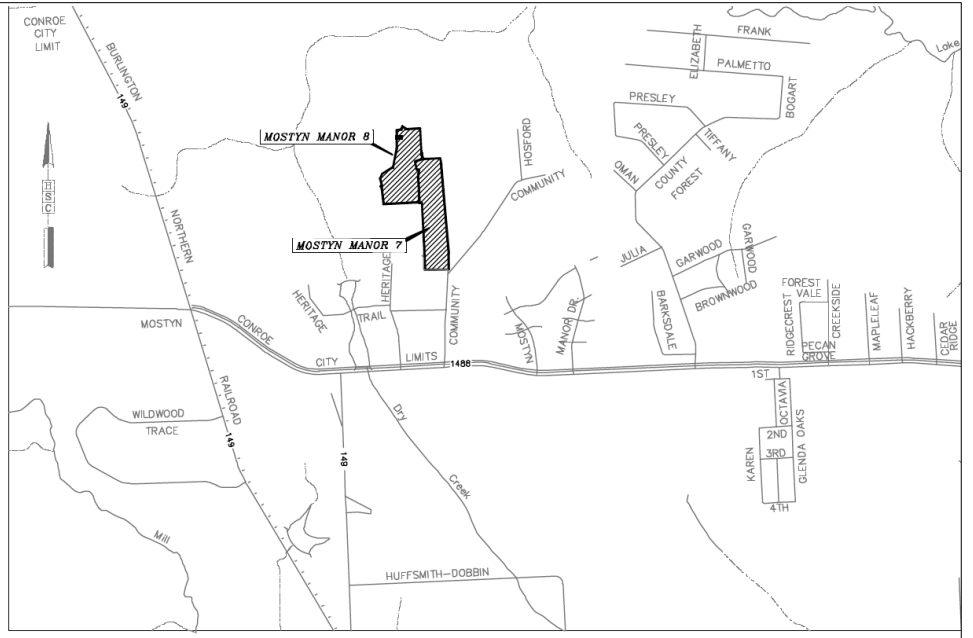 CONROE
CITY
LIMIT
BURLINGTON
149
H
S
C
MOSTYN MANOR 8
MOSTYN MANOR 7
NORTHERN
HERITAGE
HERITAGE
TRAIL
COMMUNITY
HOSFORD
COMMUNITY
FRANK
ELIZABETH
PALMETTO
BOGART
PRESLEY
PRESLEY
TIFFANY
OMAN
COUNTY
FOREST
Lake
JULIA
GARWOOD
GARWOOD
BROWNWOOD
BARKSDALE
MOSTYN
MANOR DR.
FOREST
VALE
RIDGECREST
CREEKSIDE
PECAN
GROVE
MAPLELEAF
HACKBERRY
CEDAR
RIDGE
MOSTYN
CONROE
CITY
LIMITS
1488
RAILROAD
149
WILDWOOD
TRACE
149
Dry
Creek
Mill
HUFFSMITH-DOBBIN
1ST
OCTAVIA
2ND
3RD
4TH
KAREN
GLENDA OAKS